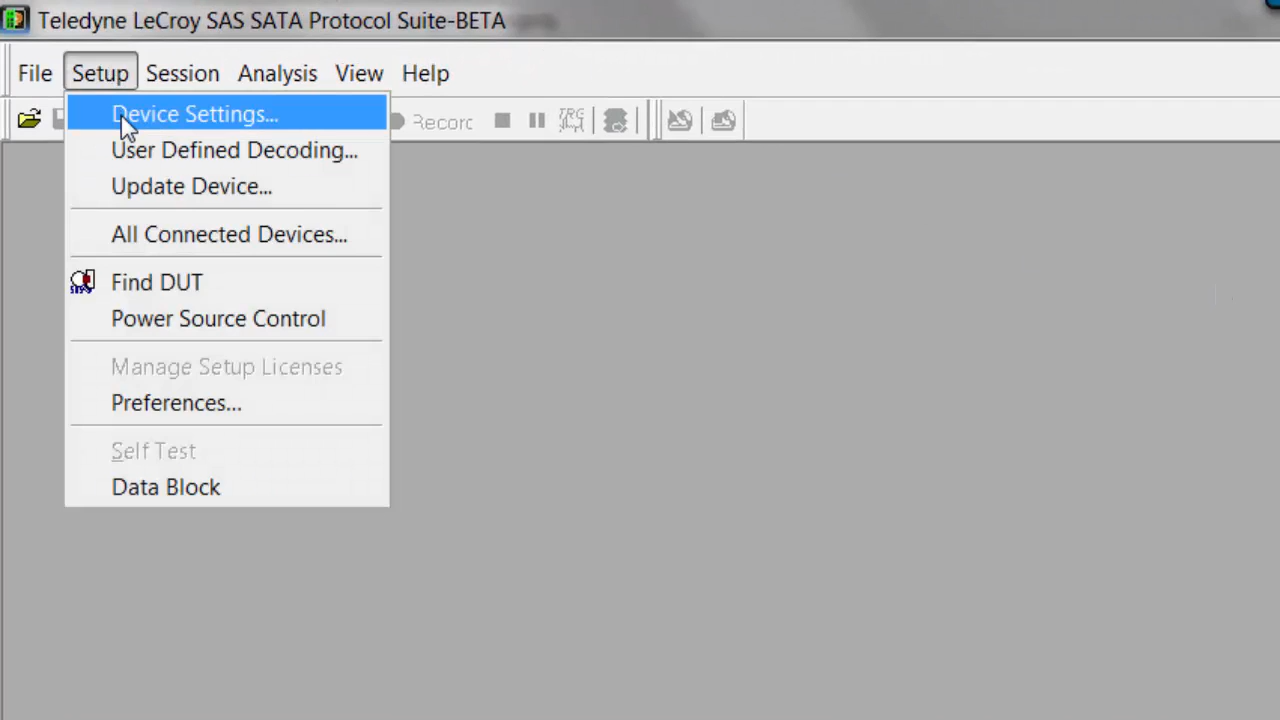 Teledyne LeCroy SAS SATA Protocol Suite-BETA
File Setup Session Analysis View Help
Record TRG
Device Settings...
User Defined Decoding...
Update Device...
All Connected Devices...
Find DUT
Power Source Control
Manage Setup Licenses
Preferences...
Self Test
Data Block